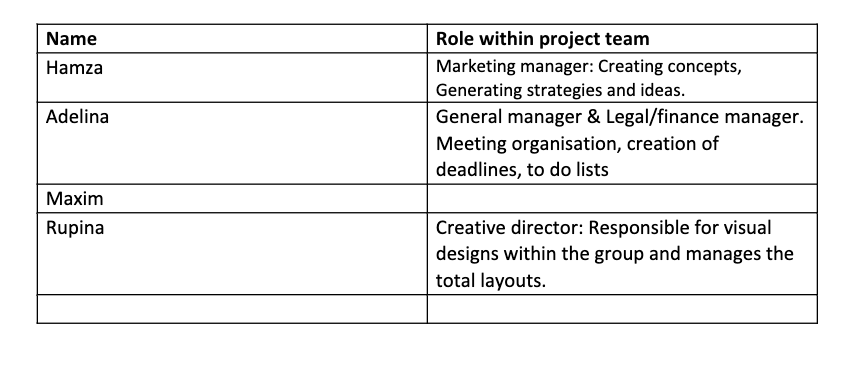 Name
Role within project team
Hamza
Marketing manager: Creating concepts,
Generating strategies and ideas.
Adelina
General manager & Legal/finance manager.
Meeting organisation, creation of
deadlines, to do lists
Maxim
Rupina
Creative director: Responsible for visual
designs within the group and manages the
total layouts.